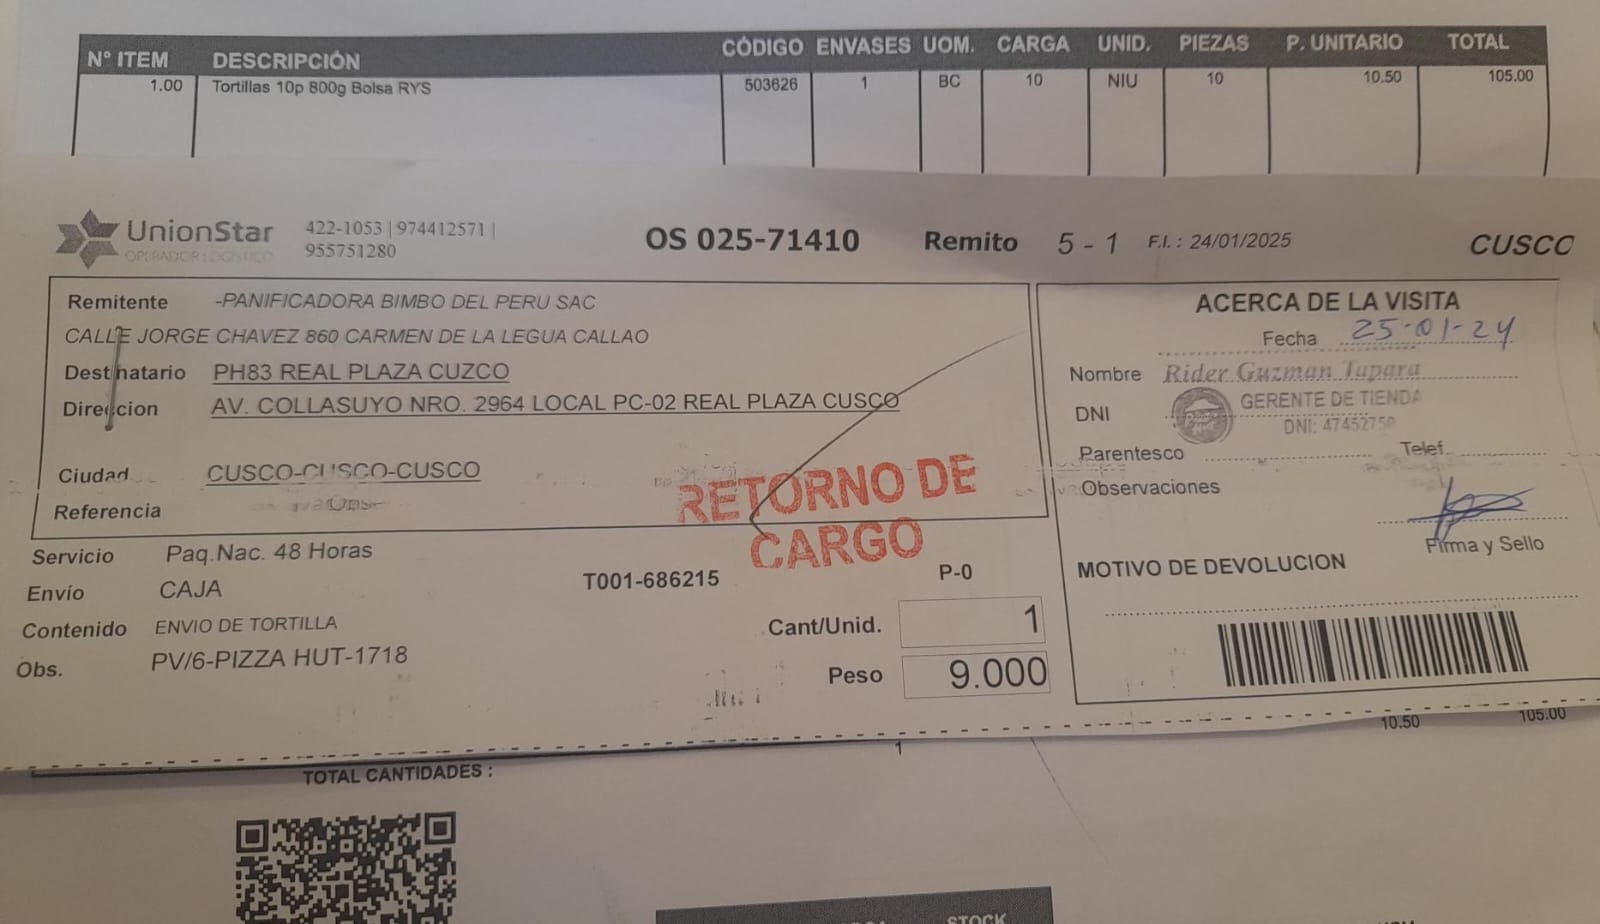 N° ITEM DESCRIPCIÓN CÓDIGO ENVASES UOM. CARGA UNID. PIEZAS P. UNITARIO TOTAL
1.00 Tortillas 10p 800g Bolsa RYS 503626 1 BC 10 NIU 10 10.50 105.00
UnionStar 422-1053 | 974412571 | OS 025-71410 Remito 5 - 1 F.I. : 24/01/2025 CUSCO
OPERADOR LOGISTICO 955751280
Remitente -PANIFICADORA BIMBO DEL PERU SAC
CALLE JORGE CHAVEZ 860 CARMEN DE LA LEGUA CALLAO
Destinatario PH83 REAL PLAZA CUZCO
Direccion AV. COLLASUYO NRO. 2964 LOCAL PC-02 REAL PLAZA CUSCO
Ciudad CUSCO-CUSCO-CUSCO
Referencia
RETORNO DE
CARGO
Servicio Paq.Nac. 48 Horas
Envío CAJA T001-686215 P-0
Contenido ENVIO DE TORTILLA Cant/Unid. 1
Obs. PV/6-PIZZA HUT-1718 Peso 9.000
ACERCA DE LA VISITA
Fecha 25-01-24
Nombre Rider Guzman Tapara
GERENTE DE TIENDA
DNI DNI: 47452758
Parentesco Telef.
Observaciones
Firma y Sello
MOTIVO DE DEVOLUCION
1 10.50 105.00
TOTAL CANTIDADES :
STOCK